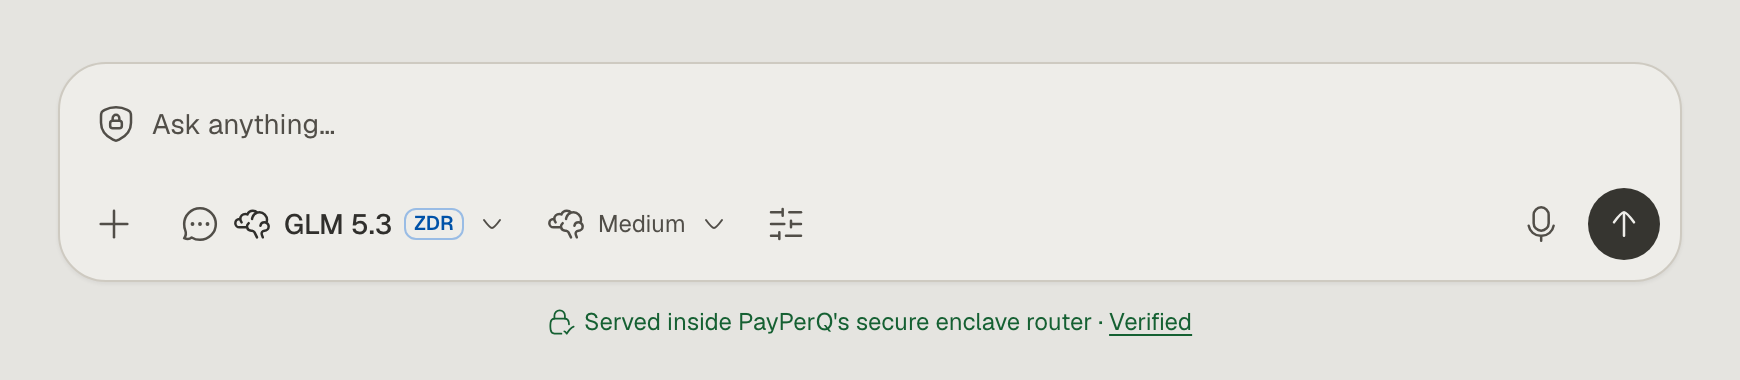 Ask anything...
GLM 5.3 ZDR Medium
Served inside PayPerQ's secure enclave router · Verified